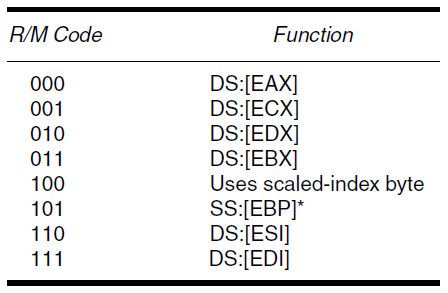 R/M Code Function
000 DS:[EAX]
001 DS:[ECX]
010 DS:[EDX]
011 DS:[EBX]
100 Uses scaled-index byte
101 SS:[EBP]*
110 DS:[ESI]
111 DS:[EDI]